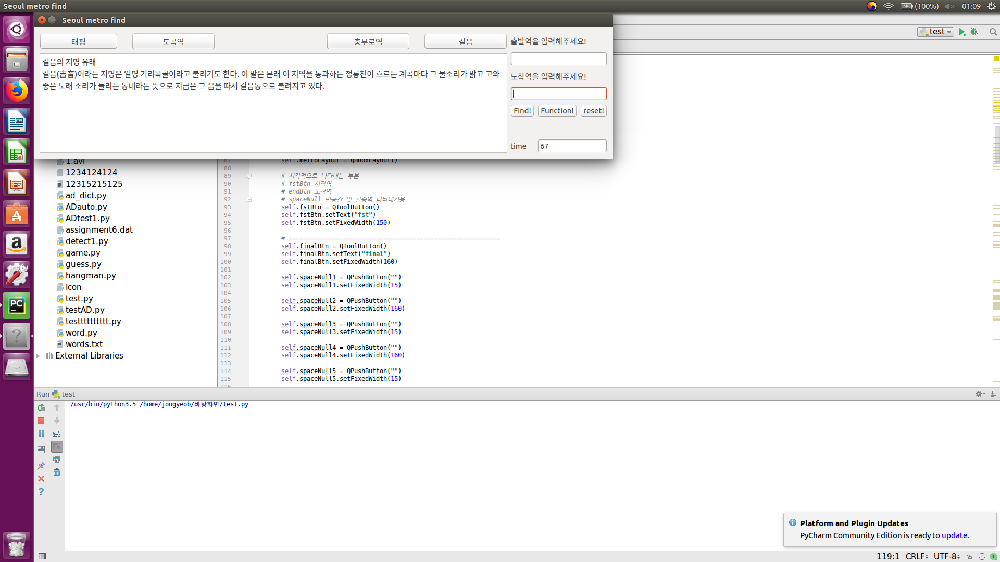 Seoul metro find
(100%)
01:09
Seoul metro find
태평
도곡역
충무로역
길음
출발역을 입력해주세요!
길음의 지명 유래
길음(吉音)이라는 지명은 일명 기리목골이라고 불리기도 한다. 이 말은 본래 이 지역을 통과하는 정릉천이 흐르는 계곡마다 그 물소리가 맑고 고와
좋은 노래 소리가 들리는 동네라는 뜻으로 지금은 그 음을 따서 길음동으로 불려지고 있다.
도착역을 입력해주세요!
Find!
Function!
reset!
time
67
test
1.avi
1234124124
12315215125
ad_dict.py
ADauto.py
ADtest1.py
assignment6.dat
detect1.py
game.py
guess.py
hangman.py
Icon
test.py
testAD.py
testttttttttt.py
word.py
words.txt
External Libraries
87 self.metroLayout = QHBoxLayout()
88
89 # 시각적으로 나타내는 부분
90 # fstBtn 시작역
91 # endBtn 도착역
92 # spaceNull 빈공간 및 환승역 나타내기용
93 self.fstBtn = QToolButton()
94 self.fstBtn.setText("fst")
95 self.fstBtn.setFixedWidth(150)
96
97 # ==========================================================
98 self.finalBtn = QToolButton()
99 self.finalBtn.setText("final")
100 self.finalBtn.setFixedWidth(160)
101
102 self.spaceNull1 = QPushButton("")
103 self.spaceNull1.setFixedWidth(15)
104
105 self.spaceNull2 = QPushButton("")
106 self.spaceNull2.setFixedWidth(160)
107
108 self.spaceNull3 = QPushButton("")
109 self.spaceNull3.setFixedWidth(15)
110
111 self.spaceNull4 = QPushButton("")
112 self.spaceNull4.setFixedWidth(160)
113
114 self.spaceNull5 = QPushButton("")
115 self.spaceNull5.setFixedWidth(15)
116
Run test
/usr/bin/python3.5 /home/jongyeob/바탕화면/test.py
PC
Platform and Plugin Updates
PyCharm Community Edition is ready to update.
119:1 CRLF UTF-8 1